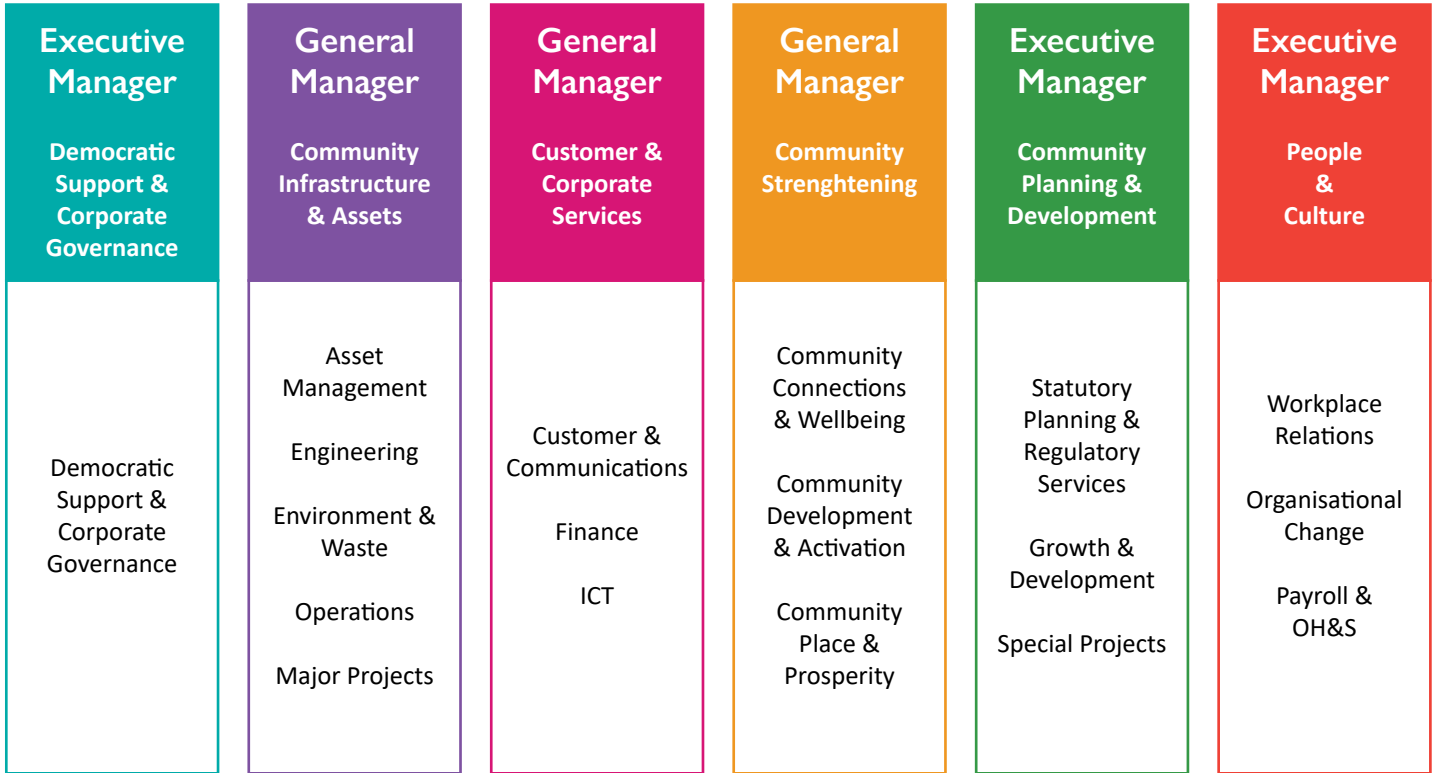 Executive
Manager
Democratic
Support &
Corporate
Governance
Democratic
Support &
Corporate
Governance
General
Manager
Community
Infrastructure
& Assets
Asset
Management
Engineering
Environment &
Waste
Operations
Major Projects
General
Manager
Customer &
Corporate
Services
Customer &
Communications
Finance
ICT
General
Manager
Community
Strenghtening
Community
Connections
& Wellbeing
Community
Development
& Activation
Community
Place &
Prosperity
Executive
Manager
Community
Planning &
Development
Statutory
Planning &
Regulatory
Services
Growth &
Development
Special Projects
Executive
Manager
People
&
Culture
Workplace
Relations
Organisational
Change
Payroll &
OH&S